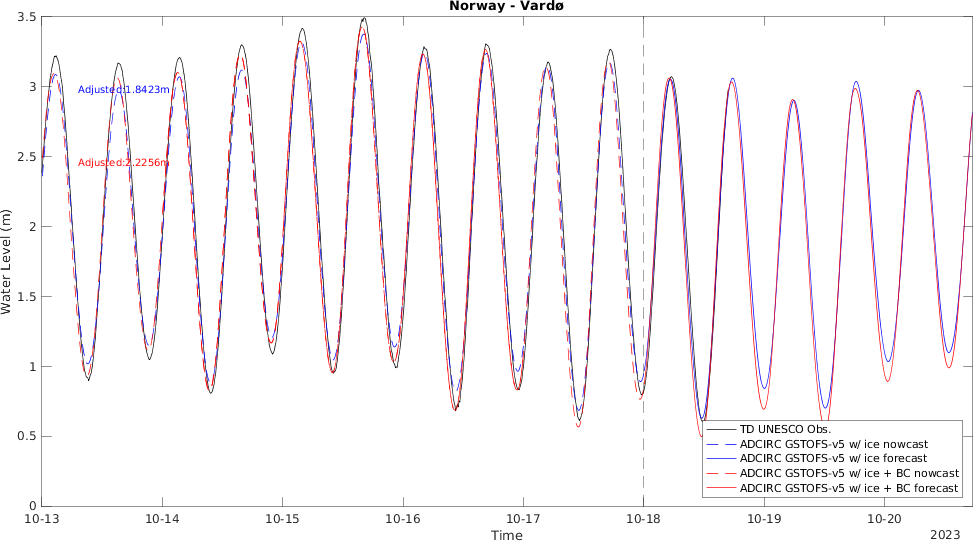 Norway - Vardø
3.5
3
2.5
2
1.5
1
0.5
0
Water Level (m)
Adjusted:1.8423m
Adjusted:2.2256m
TD UNESCO Obs.
ADCIRC GSTOFS-v5 w/ ice nowcast
ADCIRC GSTOFS-v5 w/ ice forecast
ADCIRC GSTOFS-v5 w/ ice + BC nowcast
ADCIRC GSTOFS-v5 w/ ice + BC forecast
10-13 10-14 10-15 10-16 10-17 10-18 10-19 10-20
Time
2023